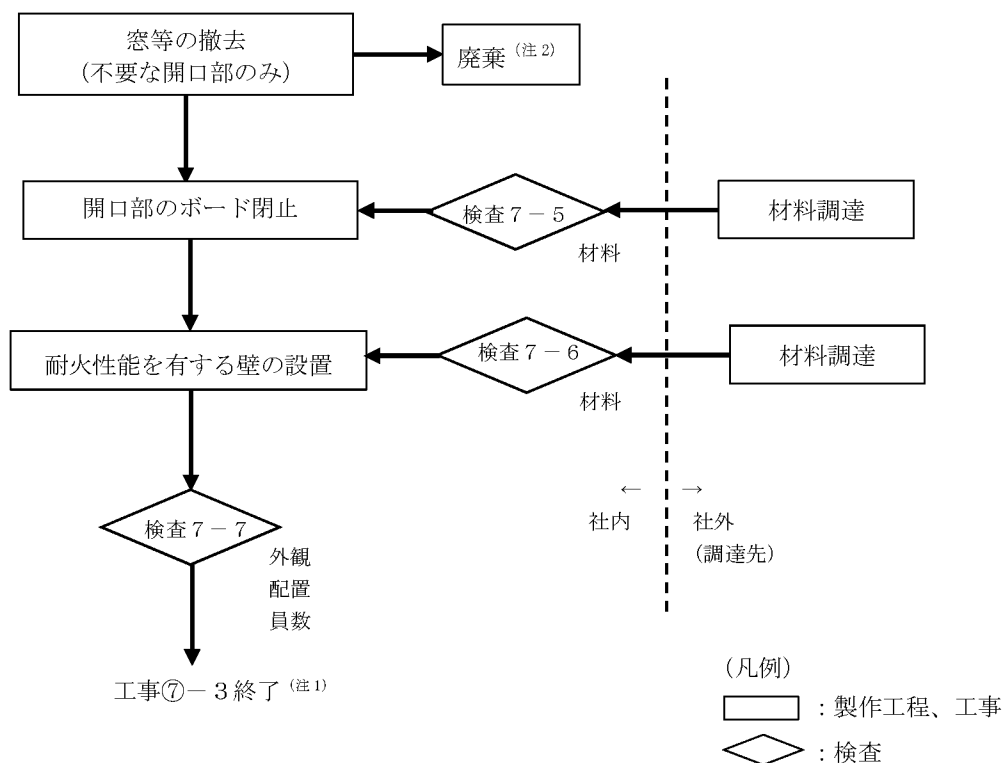 窓等の撤去
(不要な開口部のみ)
廃棄（注2）
開口部のボード閉止
検査７－５
材料
材料調達
耐火性能を有する壁の設置
検査７－６
材料
材料調達
← →
社内 社外
(調達先)
検査７－７
外観
配置
員数
工事⑦－３終了（注1）
(凡例)
：製作工程、工事
：検査